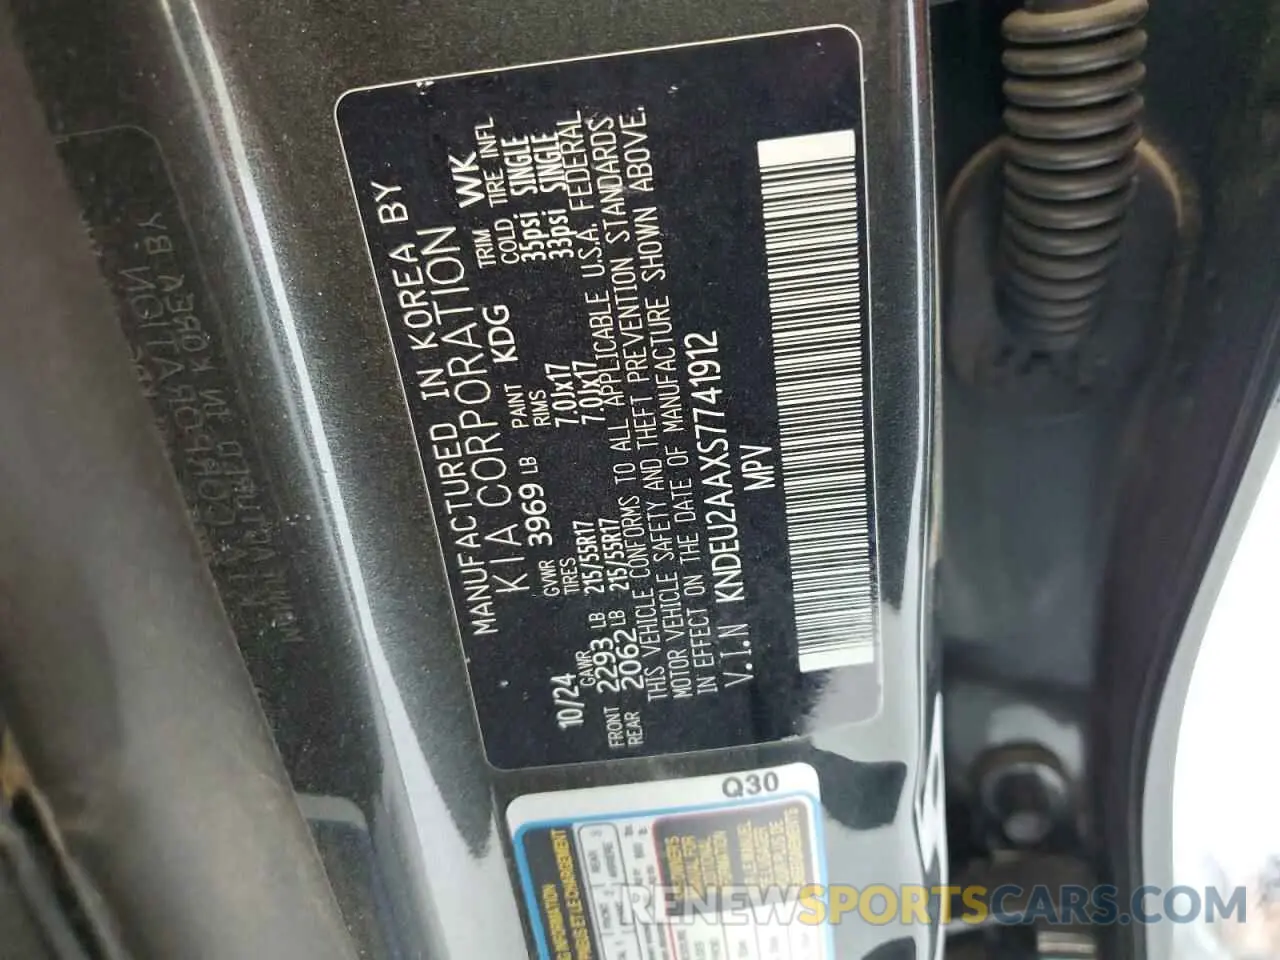 MANUFACTURED IN KOREA BY
KIA CORPORATION
10/24 GVWR 3969 LB PAINT KDG TRIM WK
GAWR TIRES RIMS COLD TIRE INFL
FRONT 2293 LB 215/55R17 7.0Jx17 35psi SINGLE
REAR 2062 LB 215/55R17 7.0Jx17 33psi SINGLE
THIS VEHICLE CONFORMS TO ALL APPLICABLE U.S.A. FEDERAL
MOTOR VEHICLE SAFETY AND THEFT PREVENTION STANDARDS
IN EFFECT ON THE DATE OF MANUFACTURE SHOWN ABOVE.
V.I.N KNDEU2AAXS7741912
MPV
Q30
RENEWSPORTSCARS.COM